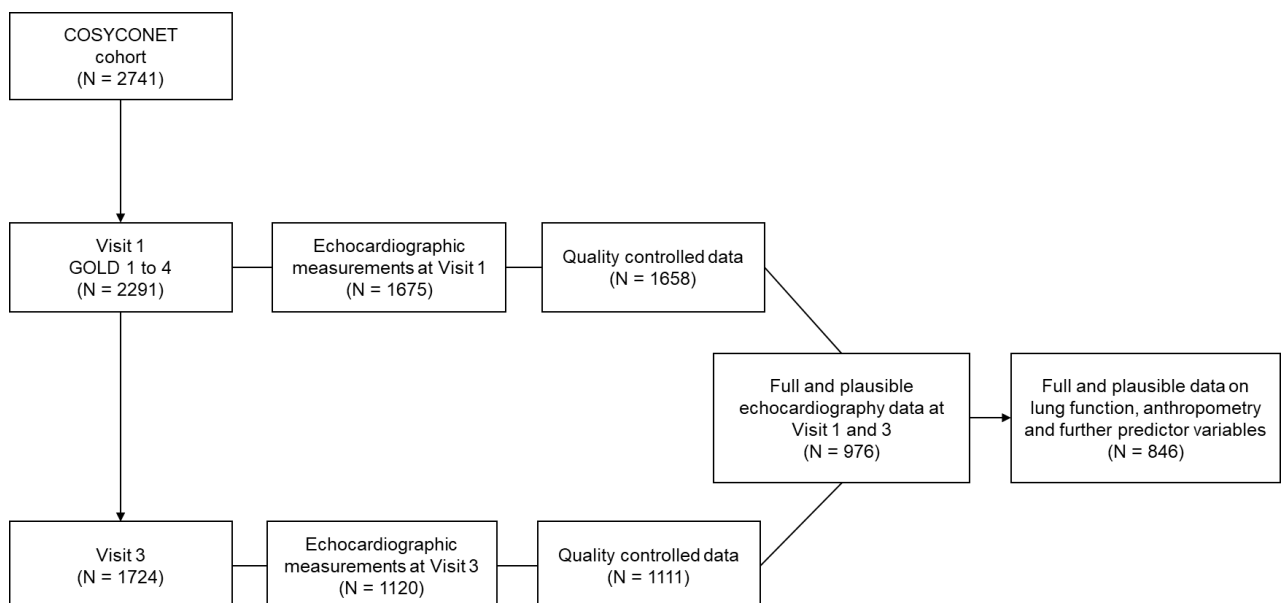 COSYCONET
cohort
(N = 2741)
Visit 1
GOLD 1 to 4
(N = 2291)
Echocardiographic
measurements at Visit 1
(N = 1675)
Quality controlled data
(N = 1658)
Full and plausible
echocardiography data at
Visit 1 and 3
(N = 976)
Full and plausible data on
lung function, anthropometry
and further predictor variables
(N = 846)
Visit 3
(N = 1724)
Echocardiographic
measurements at Visit 3
(N = 1120)
Quality controlled data
(N = 1111)